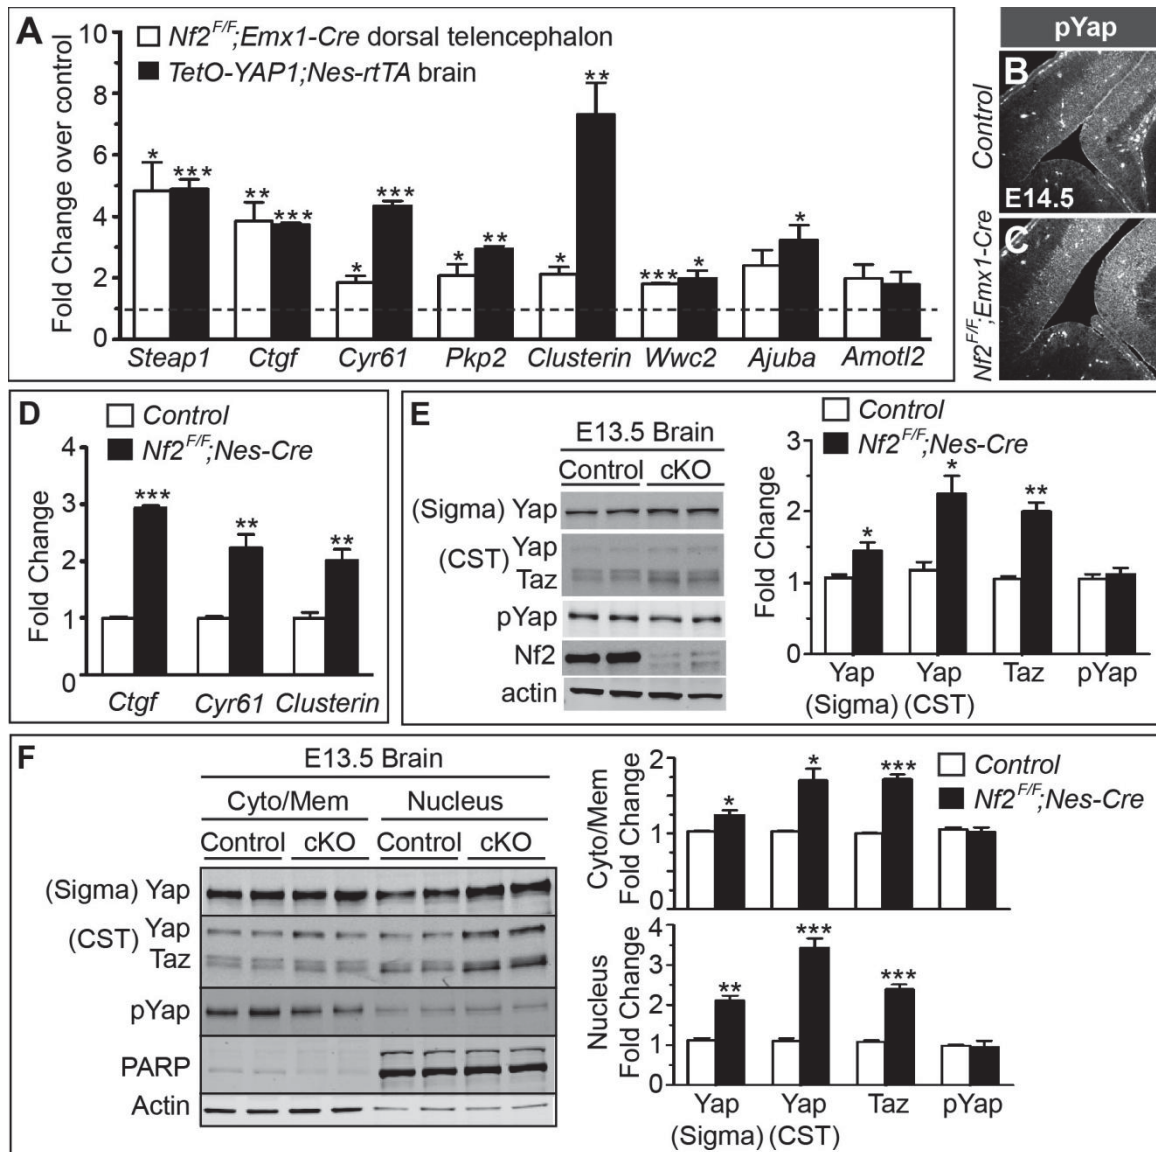 A
Nf2F/F;Emx1-Cre dorsal telencephalon
TetO-YAP1;Nes-rtTA brain
Fold Change over control
10
8
6
4
2
0
* *** ** *** * *** * ** * ** *** * *
Steap1 Ctgf Cyr61 Pkp2 Clusterin Wwc2 Ajuba Amotl2
pYap
B
Control
E14.5
C
Nf2F/F;Emx1-Cre
D
Control
Nf2F/F;Nes-Cre
Fold Change
4
3
2
1
0
*** ** **
Ctgf Cyr61 Clusterin
E
E13.5 Brain
Control cKO
(Sigma) Yap
(CST) Yap
Taz
pYap
Nf2
actin
Control
Nf2F/F;Nes-Cre
Fold Change
3
2
1
0
* * **
Yap Yap Taz pYap
(Sigma) (CST)
F
E13.5 Brain
Cyto/Mem Nucleus
Control cKO Control cKO
(Sigma) Yap
(CST) Yap
Taz
pYap
PARP
Actin
Control
Nf2F/F;Nes-Cre
Cyto/Mem
Fold Change
2
1
0
* * ***
Nucleus
Fold Change
4
2
0
** *** ***
Yap Yap Taz pYap
(Sigma) (CST)